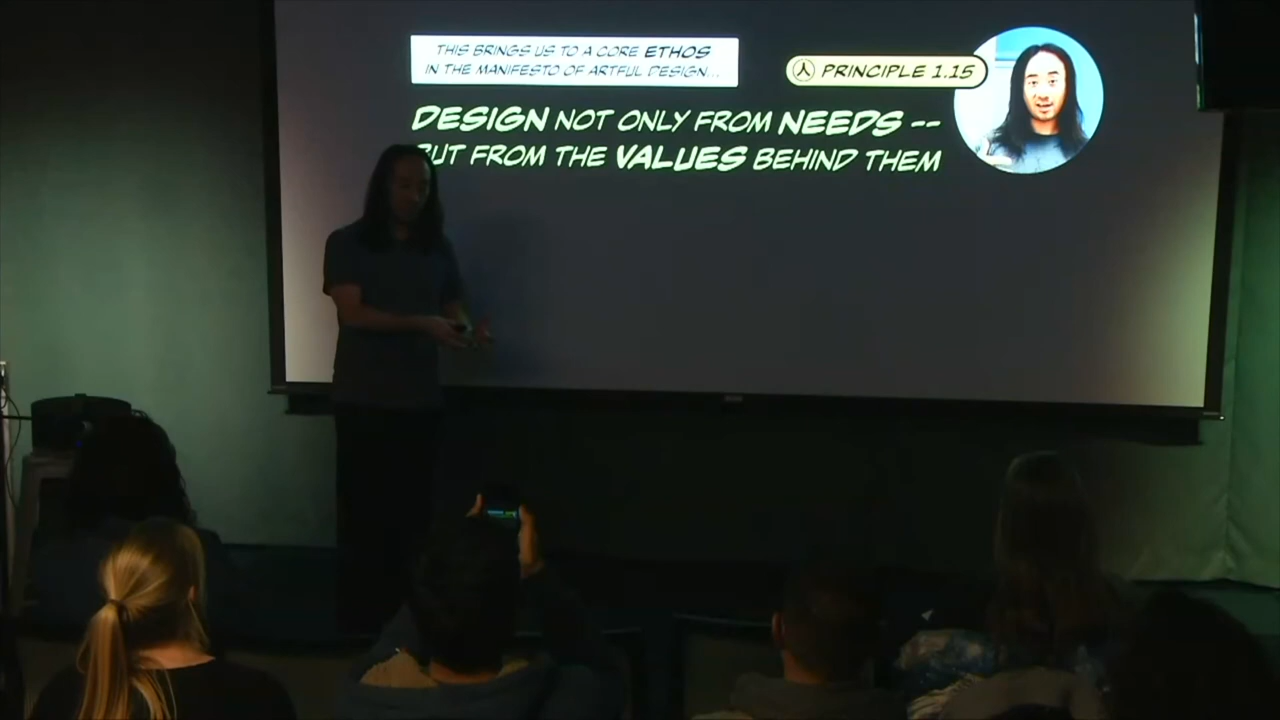 THIS BRINGS US TO A CORE ETHOS
IN THE MANIFESTO OF ARTFUL DESIGN...
PRINCIPLE 1.15
DESIGN NOT ONLY FROM NEEDS --
BUT FROM THE VALUES BEHIND THEM